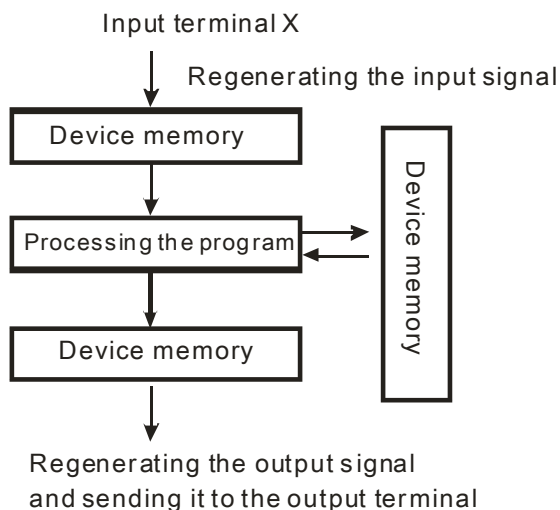 Input terminal X
Regenerating the input signal
Device memory
Processing the program
Device memory
Device memory
Regenerating the output signal
and sending it to the output terminal